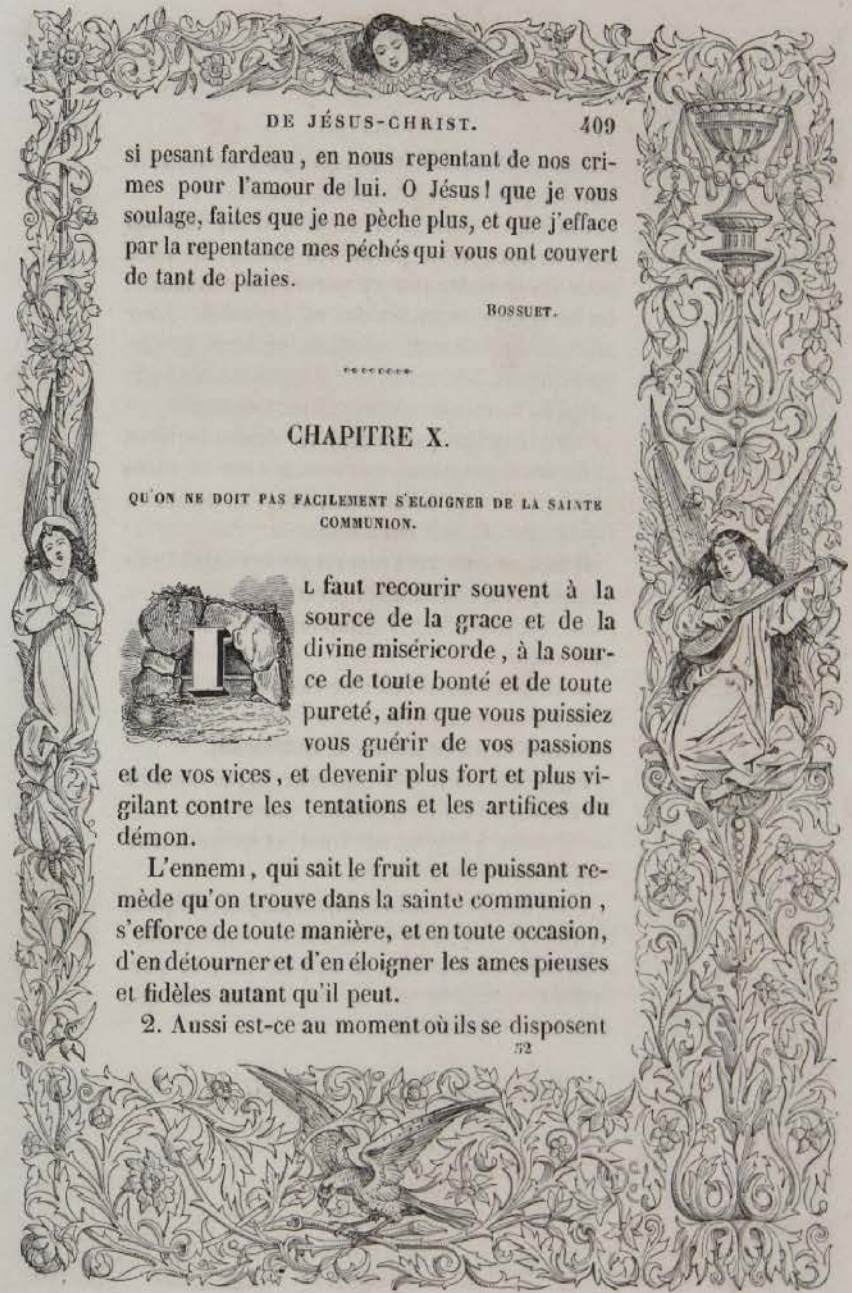 DE JÉSUS-CHRIST. 409
si pesant fardeau, en nous repentant de nos cri-
mes pour l'amour de lui. O Jésus! que je vous
soulage, faites que je ne pèche plus, et que j'efface
par la repentance mes péchés qui vous ont couvert
de tant de plaies.
BOSSUET.
CHAPITRE X.
QU'ON NE DOIT PAS FACILEMENT S'ELOIGNER DE LA SAINTE
COMMUNION.
IL faut recourir souvent à la
source de la grace et de la
divine miséricorde, à la sour-
ce de toute bonté et de toute
pureté, afin que vous puissiez
vous guérir de vos passions
et de vos vices, et devenir plus fort et plus vi-
gilant contre les tentations et les artifices du
démon.
L'ennemi, qui sait le fruit et le puissant re-
mède qu'on trouve dans la sainte communion,
s'efforce de toute manière, et en toute occasion,
d'en détourner et d'en éloigner les ames pieuses
et fidèles autant qu'il peut.
2. Aussi est-ce au moment où ils se disposent
52